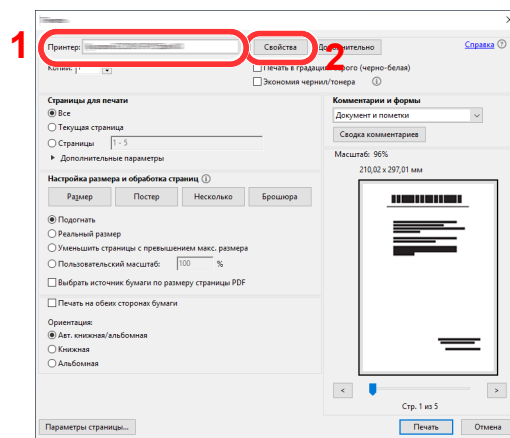 1
Принтер:
Свойства
Дополнительно
Справка
2
Копии: 1
Печать в градациях серого (черно-белая)
Экономия чернил/тонера
Страницы для печати
Все
Текущая страница
Страницы 1 - 5
Дополнительные параметры
Настройка размера и обработка страниц
Размер
Постер
Несколько
Брошюра
Подогнать
Реальный размер
Уменьшить страницы с превышением макс. размера
Пользовательский масштаб: 100 %
Выбрать источник бумаги по размеру страницы PDF
Печать на обеих сторонах бумаги
Ориентация:
Авт. книжная/альбомная
Книжная
Альбомная
Комментарии и формы
Документ и пометки
Сводка комментариев
Масштаб: 96%
210,02 x 297,01 мм
<
>
Стр. 1 из 5
Параметры страницы...
Печать
Отмена